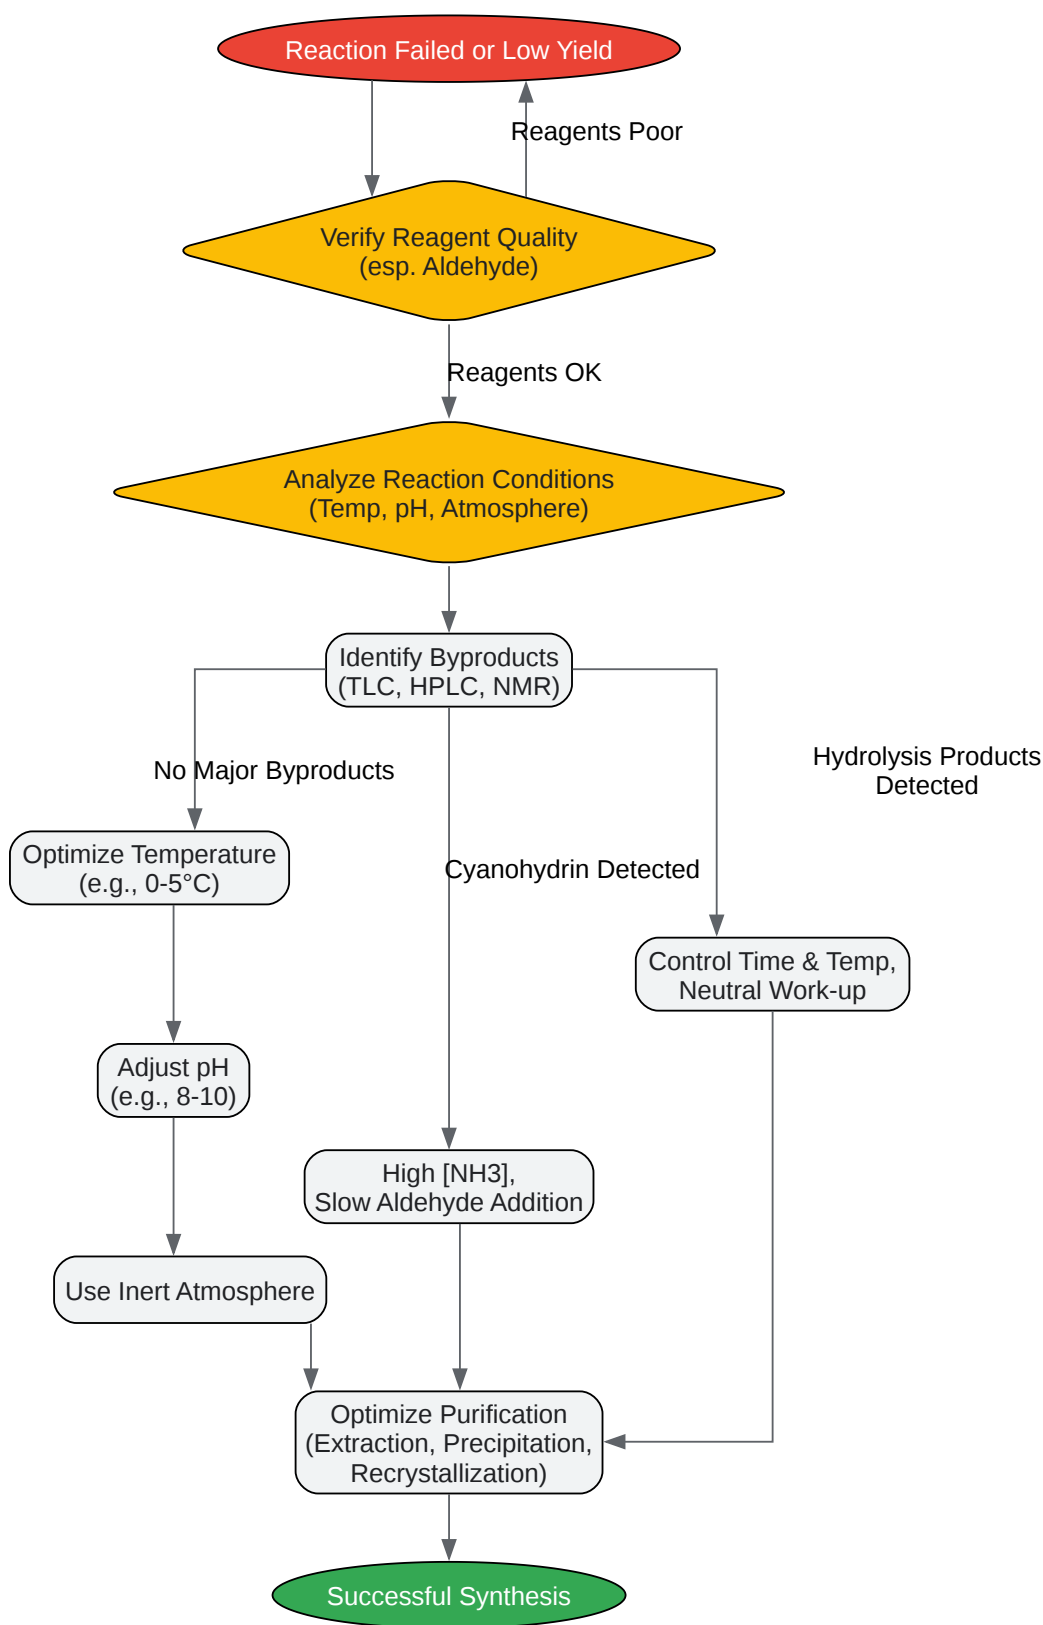 Reaction Failed or Low Yield
Reagents Poor
Verify Reagent Quality
(esp. Aldehyde)
Reagents OK
Analyze Reaction Conditions
(Temp, pH, Atmosphere)
Identify Byproducts
(TLC, HPLC, NMR)
No Major Byproducts
Hydrolysis Products
Detected
Optimize Temperature
(e.g., 0-5°C)
Cyanohydrin Detected
Control Time & Temp,
Neutral Work-up
Adjust pH
(e.g., 8-10)
High [NH3],
Slow Aldehyde Addition
Use Inert Atmosphere
Optimize Purification
(Extraction, Precipitation,
Recrystallization)
Successful Synthesis